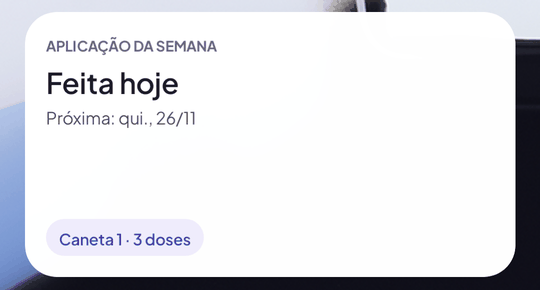 APLICAÇÃO DA SEMANA
Feita hoje
Próxima: qui., 26/11
Caneta 1 · 3 doses